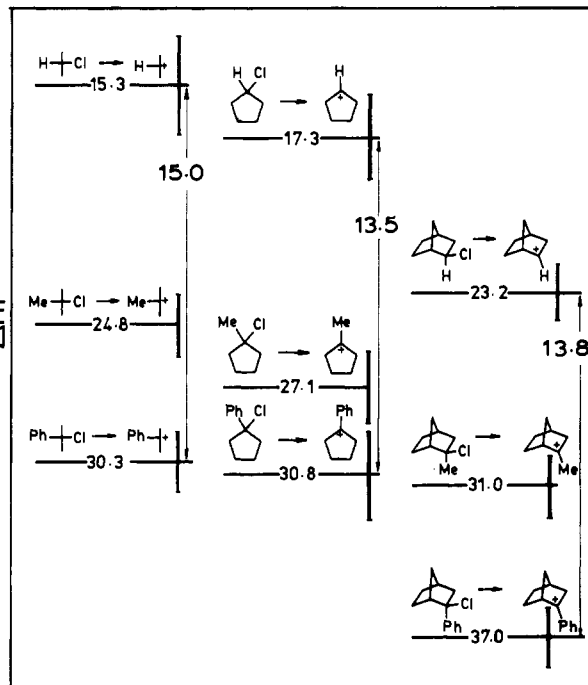 H Cl → H +
15.3
15.0
Me Cl → Me +
24.8
Ph Cl → Ph +
30.3
H Cl → H +
17.3
13.5
Me Cl → Me +
27.1
Ph Cl → Ph +
30.8
Cl H → + H
23.2
13.8
Cl Me → + Me
31.0
Cl Ph → + Ph
37.0